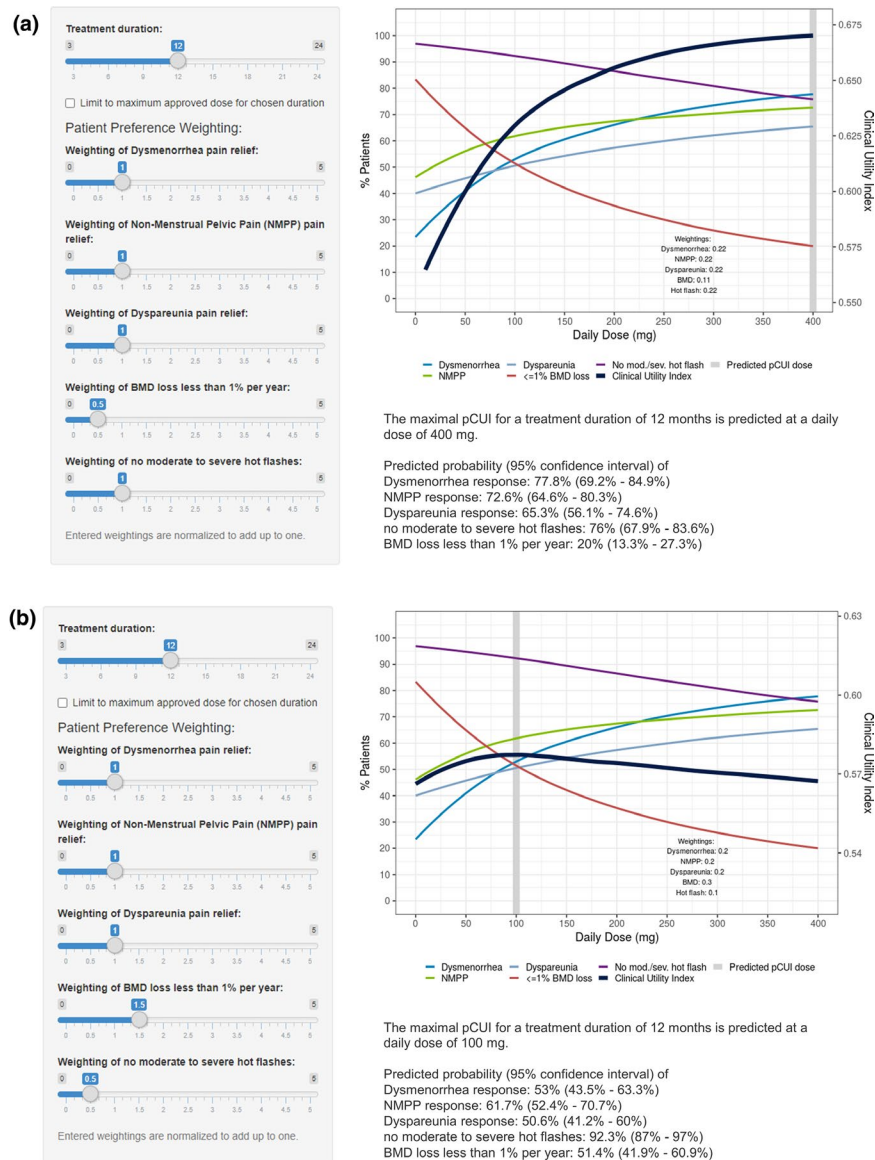 (a)
Treatment duration:
3 12 24
3 6 9 12 15 18 21 24
Limit to maximum approved dose for chosen duration
Patient Preference Weighting:
Weighting of Dysmenorrhea pain relief:
0 1 5
0 0.5 1 1.5 2 2.5 3 3.5 4 4.5 5
Weighting of Non-Menstrual Pelvic Pain (NMPP) pain
relief:
0 1 5
0 0.5 1 1.5 2 2.5 3 3.5 4 4.5 5
Weighting of Dyspareunia pain relief:
0 1 5
0 0.5 1 1.5 2 2.5 3 3.5 4 4.5 5
Weighting of BMD loss less than 1% per year:
0 0.5 5
0 0.5 1 1.5 2 2.5 3 3.5 4 4.5 5
Weighting of no moderate to severe hot flashes:
0 1 5
0 0.5 1 1.5 2 2.5 3 3.5 4 4.5 5
Entered weightings are normalized to add up to one.
% Patients
100
90
80
70
60
50
40
30
20
10
0
0.675
0.650
0.625
0.600
0.575
0.550
Clinical Utility Index
Weightings:
Dysmenorrhea: 0.22
NMPP: 0.22
Dyspareunia: 0.22
BMD: 0.11
Hot flash: 0.22
0 50 100 150 200 250 300 350 400
Daily Dose (mg)
Dysmenorrhea Dyspareunia No mod./sev. hot flash Predicted pCUI dose
NMPP <=1% BMD loss Clinical Utility Index
The maximal pCUI for a treatment duration of 12 months is predicted at a daily
dose of 400 mg.
Predicted probability (95% confidence interval) of
Dysmenorrhea response: 77.8% (69.2% - 84.9%)
NMPP response: 72.6% (64.6% - 80.3%)
Dyspareunia response: 65.3% (56.1% - 74.6%)
no moderate to severe hot flashes: 76% (67.9% - 83.6%)
BMD loss less than 1% per year: 20% (13.3% - 27.3%)
(b)
Treatment duration:
3 12 24
3 6 9 12 15 18 21 24
Limit to maximum approved dose for chosen duration
Patient Preference Weighting:
Weighting of Dysmenorrhea pain relief:
0 1 5
0 0.5 1 1.5 2 2.5 3 3.5 4 4.5 5
Weighting of Non-Menstrual Pelvic Pain (NMPP) pain
relief:
0 1 5
0 0.5 1 1.5 2 2.5 3 3.5 4 4.5 5
Weighting of Dyspareunia pain relief:
0 1 5
0 0.5 1 1.5 2 2.5 3 3.5 4 4.5 5
Weighting of BMD loss less than 1% per year:
0 1.5 5
0 0.5 1 1.5 2 2.5 3 3.5 4 4.5 5
Weighting of no moderate to severe hot flashes:
0 0.5 5
0 0.5 1 1.5 2 2.5 3 3.5 4 4.5 5
Entered weightings are normalized to add up to one.
% Patients
100
90
80
70
60
50
40
30
20
10
0
0.63
0.60
0.57
0.54
Clinical Utility Index
Weightings:
Dysmenorrhea: 0.2
NMPP: 0.2
Dyspareunia: 0.2
BMD: 0.3
Hot flash: 0.1
0 50 100 150 200 250 300 350 400
Daily Dose (mg)
Dysmenorrhea Dyspareunia No mod./sev. hot flash Predicted pCUI dose
NMPP <=1% BMD loss Clinical Utility Index
The maximal pCUI for a treatment duration of 12 months is predicted at a
daily dose of 100 mg.
Predicted probability (95% confidence interval) of
Dysmenorrhea response: 53% (43.5% - 63.3%)
NMPP response: 61.7% (52.4% - 70.7%)
Dyspareunia response: 50.6% (41.2% - 60%)
no moderate to severe hot flashes: 92.3% (87% - 97%)
BMD loss less than 1% per year: 51.4% (41.9% - 60.9%)